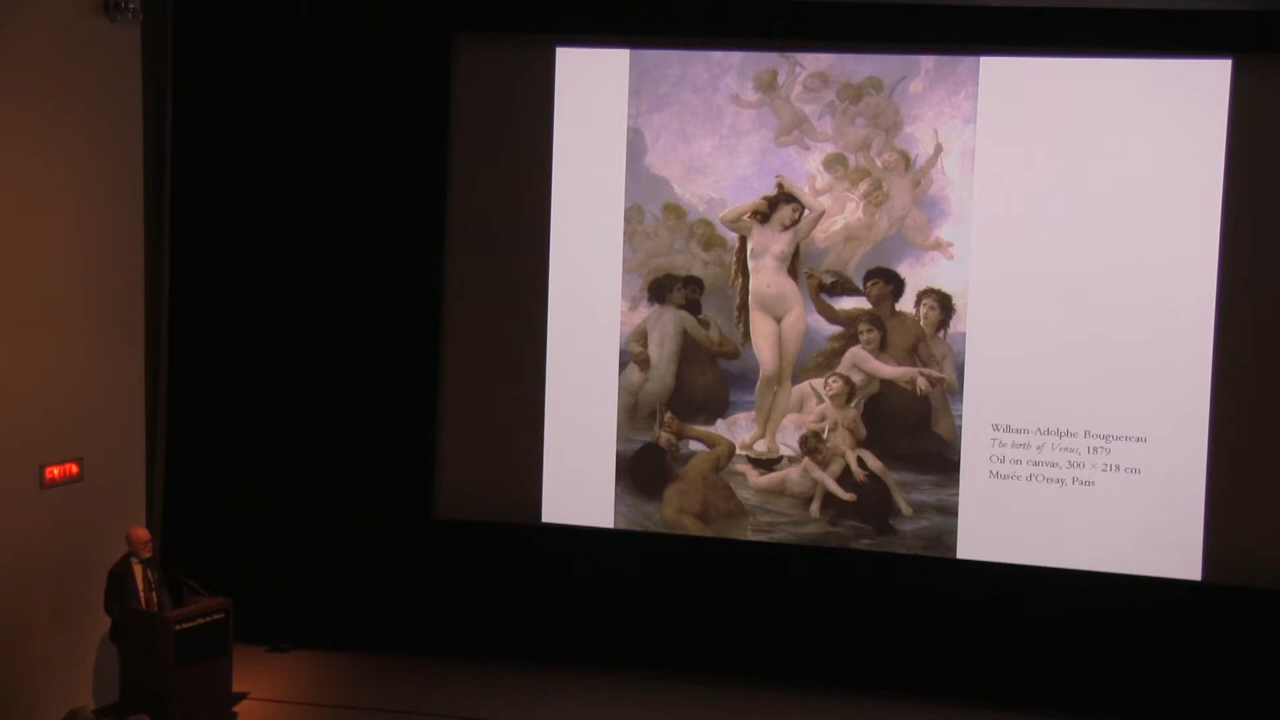 EXIT
William-Adolphe Bouguereau
The birth of Venus, 1879
Oil on canvas, 300 × 218 cm
Musée d'Orsay, Paris